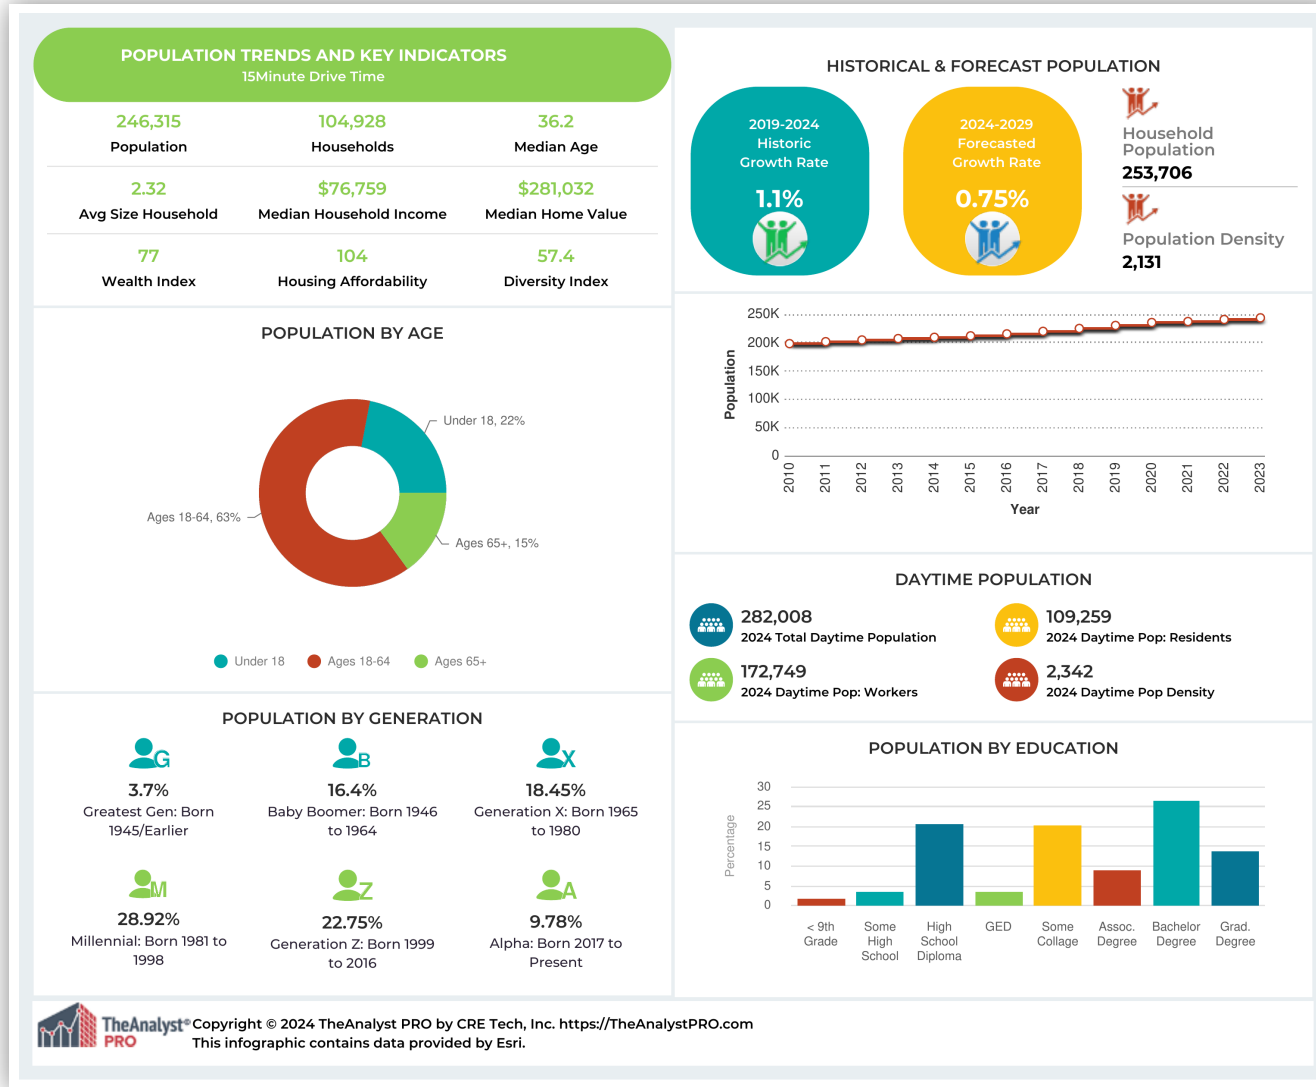 POPULATION TRENDS AND KEY INDICATORS
15Minute Drive Time
246,315
Population
104,928
Households
36.2
Median Age
2.32
Avg Size Household
$76,759
Median Household Income
$281,032
Median Home Value
77
Wealth Index
104
Housing Affordability
57.4
Diversity Index
POPULATION BY AGE
Under 18, 22%
Ages 18-64, 63%
Ages 65+, 15%
Under 18
Ages 18-64
Ages 65+
POPULATION BY GENERATION
G
3.7%
Greatest Gen: Born
1945/Earlier
B
16.4%
Baby Boomer: Born 1946
to 1964
X
18.45%
Generation X: Born 1965
to 1980
M
28.92%
Millennial: Born 1981 to
1998
Z
22.75%
Generation Z: Born 1999
to 2016
A
9.78%
Alpha: Born 2017 to
Present
HISTORICAL & FORECAST POPULATION
2019-2024
Historic
Growth Rate
1.1%
2024-2029
Forecasted
Growth Rate
0.75%
Household
Population
253,706
Population Density
2,131
250K
200K
150K
100K
50K
0
Population
2010
2011
2012
2013
2014
2015
2016
2017
2018
2019
2020
2021
2022
2023
Year
DAYTIME POPULATION
282,008
2024 Total Daytime Population
109,259
2024 Daytime Pop: Residents
172,749
2024 Daytime Pop: Workers
2,342
2024 Daytime Pop Density
POPULATION BY EDUCATION
30
25
20
15
10
5
0
Percentage
< 9th
Grade
Some
High
School
High
School
Diploma
GED
Some
Collage
Assoc.
Degree
Bachelor
Degree
Grad.
Degree
TheAnalyst®
PRO
Copyright © 2024 TheAnalyst PRO by CRE Tech, Inc. https://TheAnalystPRO.com
This infographic contains data provided by Esri.